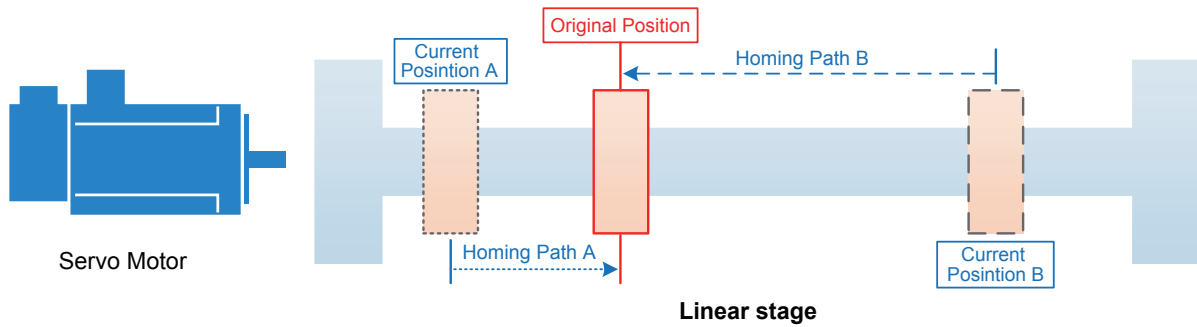 Original Position
Current
Posintion A
Homing Path B
Servo Motor
Homing Path A
Current
Posintion B
Linear stage